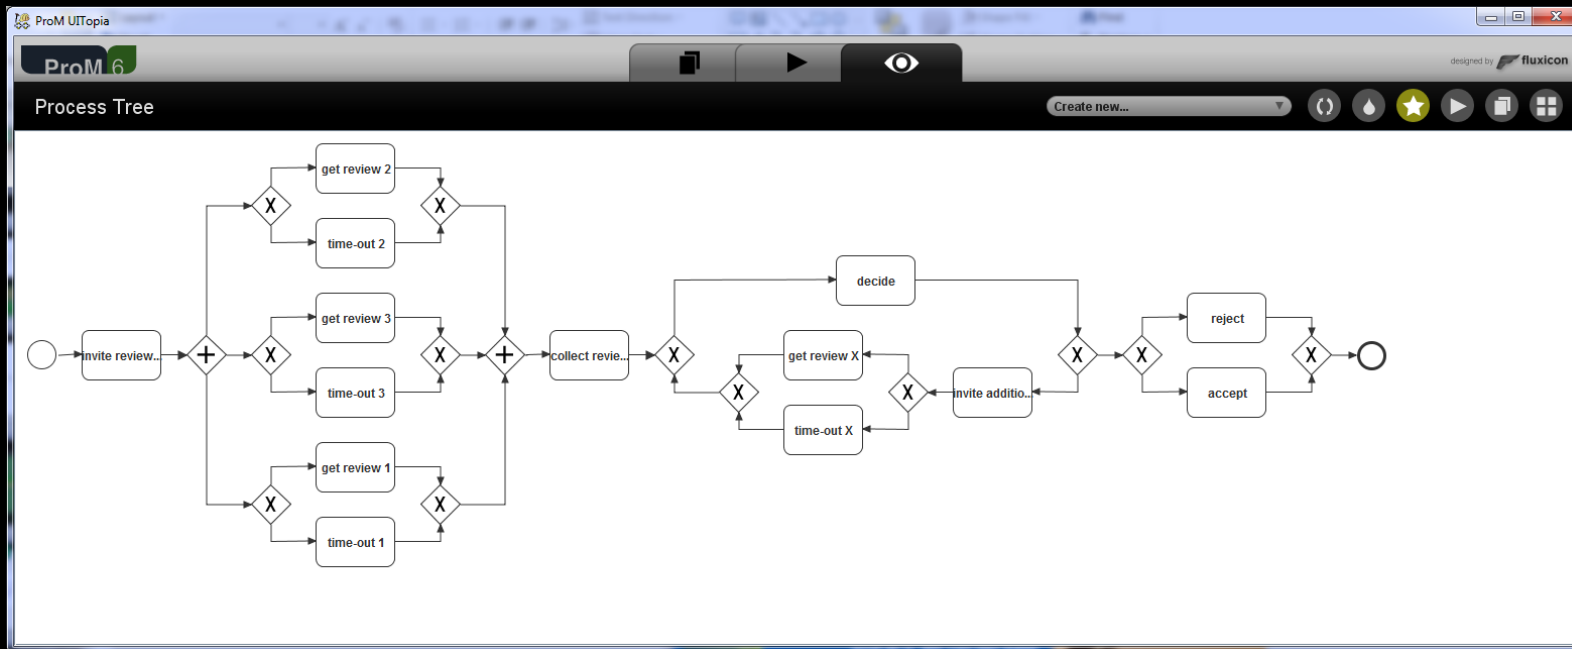 ProM UITopia
ProM 6
designed by fluxicon
Process Tree
Create new...
get review 2
X
X
time-out 2
decide
get review 3
reject
invite review...
+
X
X
+
collect revie...
X
get review X
X
X
X
time-out 3
X
X
invite additio...
accept
time-out X
get review 1
X
X
time-out 1